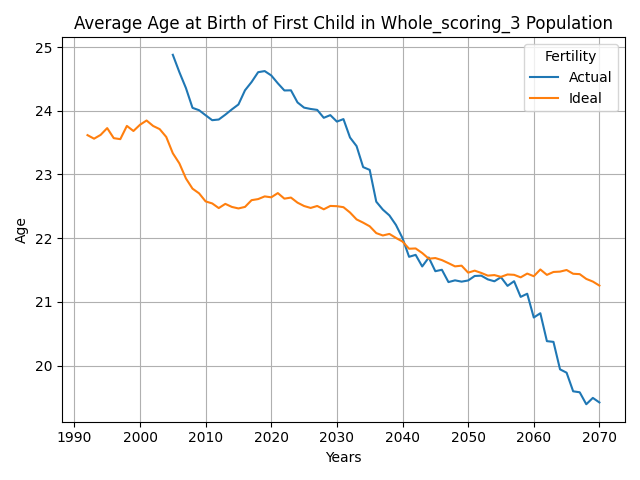 Average Age at Birth of First Child in Whole_scoring_3 Population
Fertility
Actual
Ideal
25
24
23
22
21
20
Age
1990
2000
2010
2020
2030
2040
2050
2060
2070
Years